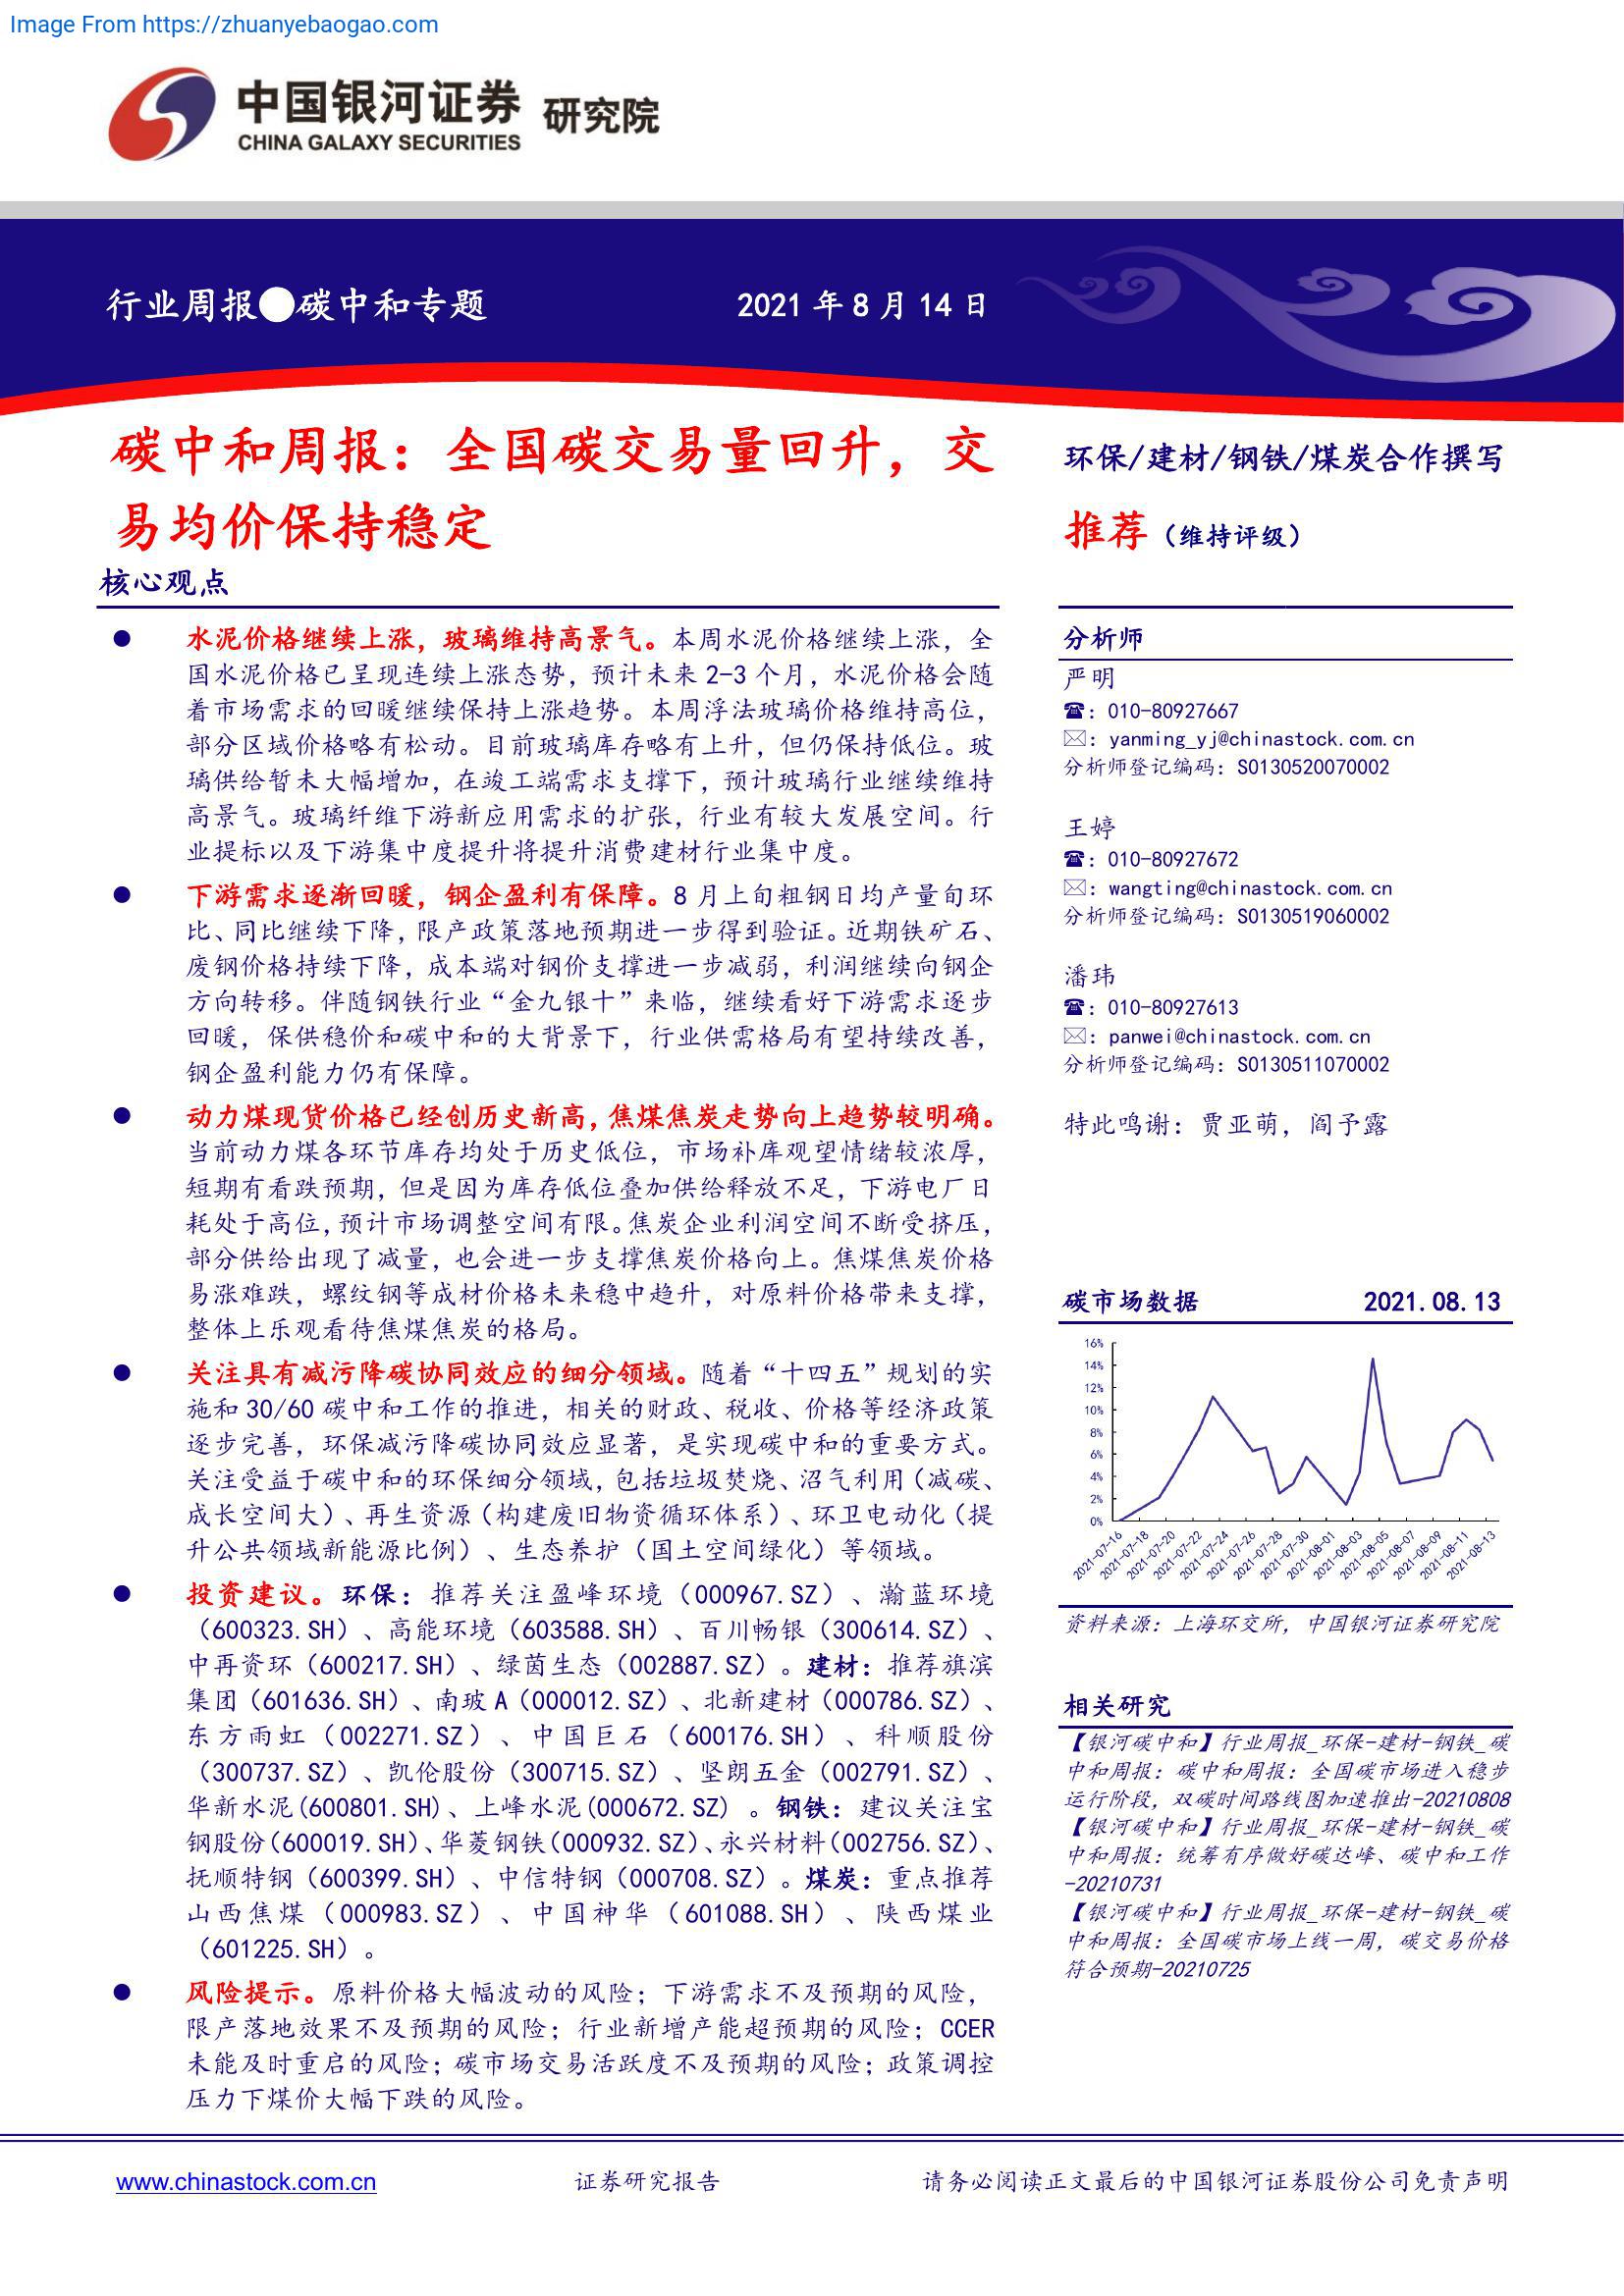 Image From https://zhuanyebaogao.com
中国银河证券 研究院
CHINA GALAXY SECURITIES
行业周报●碳中和专题
2021 年 8 月 14 日
碳中和周报：全国碳交易量回升，交
易均价保持稳定
核心观点
● 水泥价格继续上涨，玻璃维持高景气。本周水泥价格继续上涨，全
国水泥价格已呈现连续上涨态势，预计未来 2-3 个月，水泥价格会随
着市场需求的回暖继续保持上涨趋势。本周浮法玻璃价格维持高位，
部分区域价格略有松动。目前玻璃库存略有上升，但仍保持低位。玻
璃供给暂未大幅增加，在竣工端需求支撑下，预计玻璃行业继续维持
高景气。玻璃纤维下游新应用需求的扩张，行业有较大发展空间。行
业提标以及下游集中度提升将提升消费建材行业集中度。
● 下游需求逐渐回暖，钢企盈利有保障。8 月上旬粗钢日均产量旬环
比、同比继续下降，限产政策落地预期进一步得到验证。近期铁矿石、
废钢价格持续下降，成本端对钢价支撑进一步减弱，利润继续向钢企
方向转移。伴随钢铁行业“金九银十”来临，继续看好下游需求逐步
回暖，保供稳价和碳中和的大背景下，行业供需格局有望持续改善，
钢企盈利能力仍有保障。
● 动力煤现货价格已经创历史新高，焦煤焦炭走势向上趋势较明确。
当前动力煤各环节库存均处于历史低位，市场补库观望情绪较浓厚，
短期有看跌预期，但是因为库存低位叠加供给释放不足，下游电厂日
耗处于高位，预计市场调整空间有限。焦炭企业利润空间不断受挤压，
部分供给出现了减量，也会进一步支撑焦炭价格向上。焦煤焦炭价格
易涨难跌，螺纹钢等成材价格未来稳中趋升，对原料价格带来支撑，
整体上乐观看待焦煤焦炭的格局。
● 关注具有减污降碳协同效应的细分领域。随着“十四五”规划的实
施和 30/60 碳中和工作的推进，相关的财政、税收、价格等经济政策
逐步完善，环保减污降碳协同效应显著，是实现碳中和的重要方式。
关注受益于碳中和的环保细分领域，包括垃圾焚烧、沼气利用（减碳、
成长空间大）、再生资源（构建废旧物资循环体系）、环卫电动化（提
升公共领域新能源比例）、生态养护（国土空间绿化）等领域。
● 投资建议。环保：推荐关注盈峰环境（000967.SZ）、瀚蓝环境
（600323.SH）、高能环境（603588.SH）、百川畅银（300614.SZ）、
中再资环（600217.SH）、绿茵生态（002887.SZ）。建材：推荐旗滨
集团（601636.SH）、南玻 A（000012.SZ）、北新建材（000786.SZ）、
东方雨虹（002271.SZ）、中国巨石（600176.SH）、科顺股份
（300737.SZ）、凯伦股份（300715.SZ）、坚朗五金（002791.SZ）、
华新水泥(600801.SH)、上峰水泥(000672.SZ) 。钢铁：建议关注宝
钢股份（600019.SH）、华菱钢铁（000932.SZ）、永兴材料（002756.SZ）、
抚顺特钢（600399.SH）、中信特钢（000708.SZ）。煤炭：重点推荐
山西焦煤（000983.SZ）、中国神华（601088.SH）、陕西煤业
（601225.SH）。
● 风险提示。原料价格大幅波动的风险；下游需求不及预期的风险，
限产落地效果不及预期的风险；行业新增产能超预期的风险；CCER
未能及时重启的风险；碳市场交易活跃度不及预期的风险；政策调控
压力下煤价大幅下跌的风险。
环保/建材/钢铁/煤炭合作撰写
推荐（维持评级）
分析师
严明
☎：010-80927667
✉：yanming_yj@chinastock.com.cn
分析师登记编码：S0130520070002
王婷
☎：010-80927672
✉：wangting@chinastock.com.cn
分析师登记编码：S0130519060002
潘玮
☎：010-80927613
✉：panwei@chinastock.com.cn
分析师登记编码：S0130511070002
特此鸣谢：贾亚萌，阎予露
碳市场数据 2021.08.13
16%
14%
12%
10%
8%
6%
4%
2%
0%
2021-07-16
2021-07-18
2021-07-20
2021-07-22
2021-07-24
2021-07-26
2021-07-28
2021-07-30
2021-08-01
2021-08-03
2021-08-05
2021-08-07
2021-08-09
2021-08-11
2021-08-13
资料来源：上海环交所，中国银河证券研究院
相关研究
【银河碳中和】行业周报_环保-建材-钢铁_碳
中和周报：碳中和周报：全国碳市场进入稳步
运行阶段，双碳时间路线图加速推出-20210808
【银河碳中和】行业周报_环保-建材-钢铁_碳
中和周报：统筹有序做好碳达峰、碳中和工作
-20210731
【银河碳中和】行业周报_环保-建材-钢铁_碳
中和周报：全国碳市场上线一周，碳交易价格
符合预期-20210725
www.chinastock.com.cn
证券研究报告
请务必阅读正文最后的中国银河证券股份公司免责声明